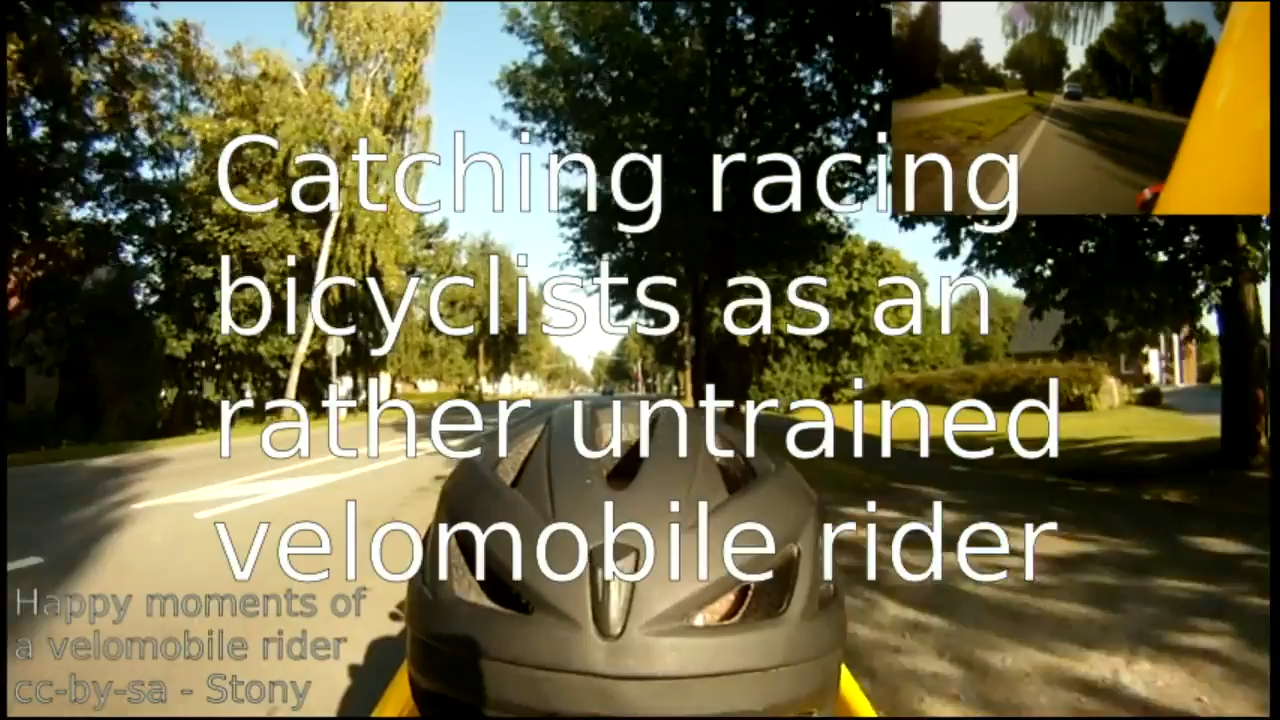 Catching racing
bicyclists as an
rather untrained
velomobile rider
Happy moments of
a velomobile rider
cc-by-sa - Stony